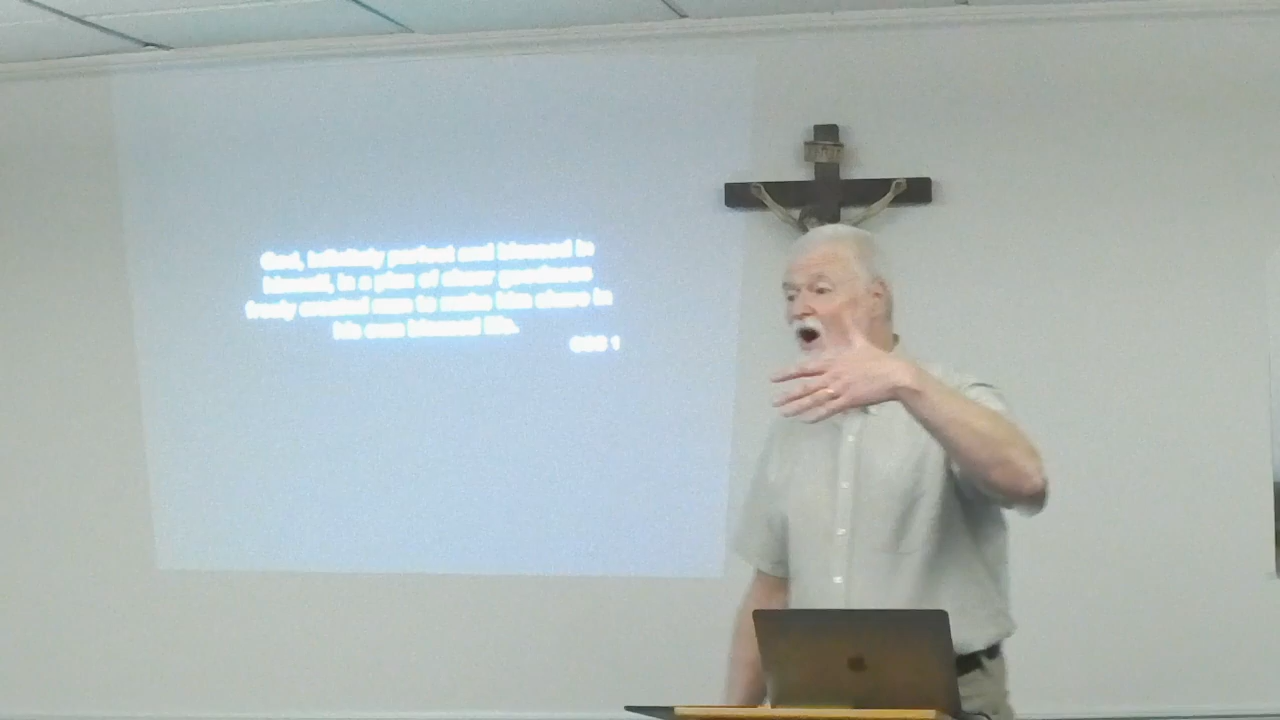 God, infinitely perfect and blessed in
himself, in a plan of sheer goodness
freely created man to make him share in
his own blessed life.
CCC 1